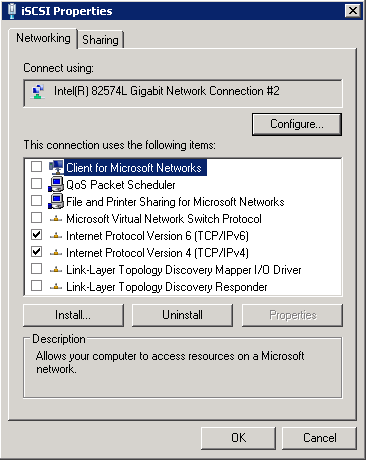 iSCSI Properties
Networking
Sharing
Connect using:
Intel(R) 82574L Gigabit Network Connection #2
Configure...
This connection uses the following items:
Client for Microsoft Networks
QoS Packet Scheduler
File and Printer Sharing for Microsoft Networks
Microsoft Virtual Network Switch Protocol
Internet Protocol Version 6 (TCP/IPv6)
Internet Protocol Version 4 (TCP/IPv4)
Link-Layer Topology Discovery Mapper I/O Driver
Link-Layer Topology Discovery Responder
Install...
Uninstall
Properties
Description
Allows your computer to access resources on a Microsoft
network.
OK
Cancel